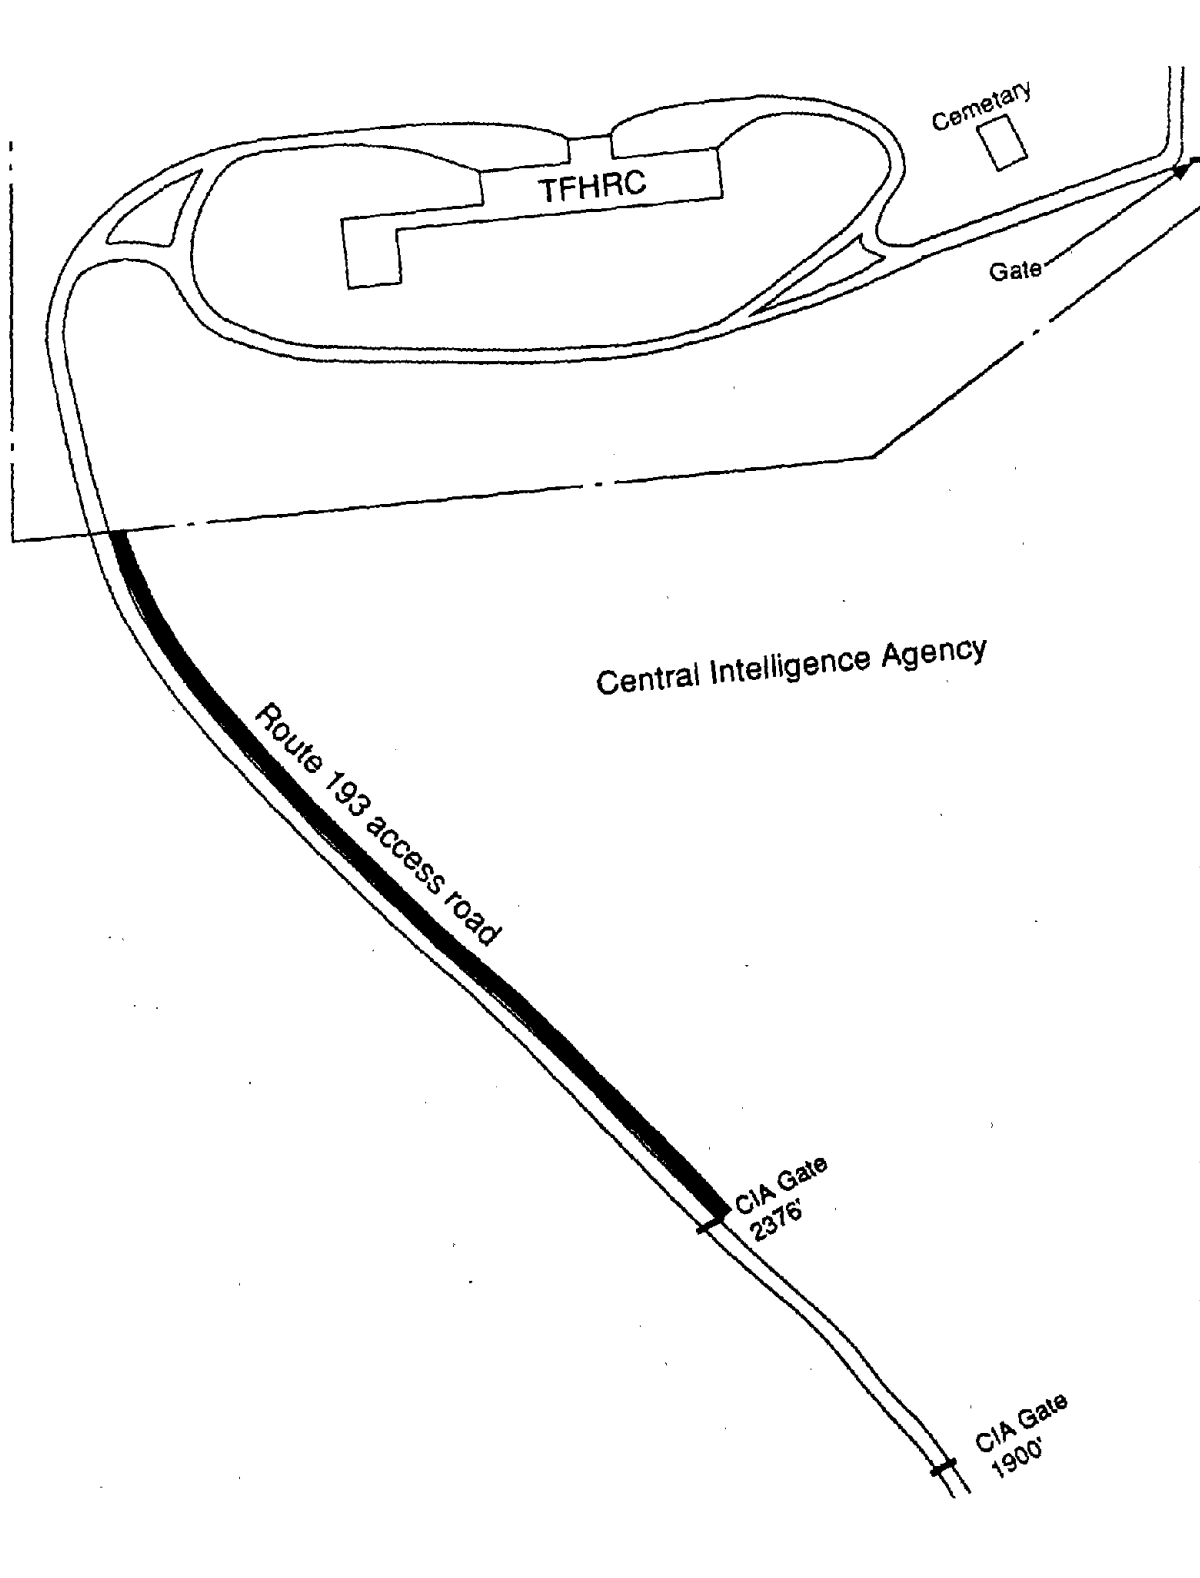 Cemetary
TFHRC
Gate
Central Intelligence Agency
Route 193 access road
CIA Gate
2376'
CIA Gate
1900'